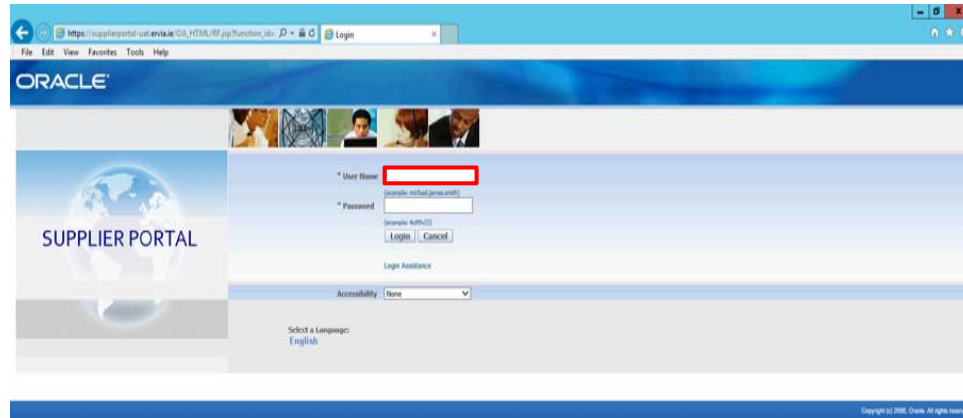 https://supplierportal-uat.ervia.ie/OA_HTML/RF.jsp?function_id=
Login
File Edit View Favorites Tools Help
ORACLE
* User Name
(example: michael.james.smith)
* Password
(example: 4u99v23)
Login Cancel
SUPPLIER PORTAL
Login Assistance
Accessibility None
Select a Language:
English
Copyright (c) 2006, Oracle. All rights